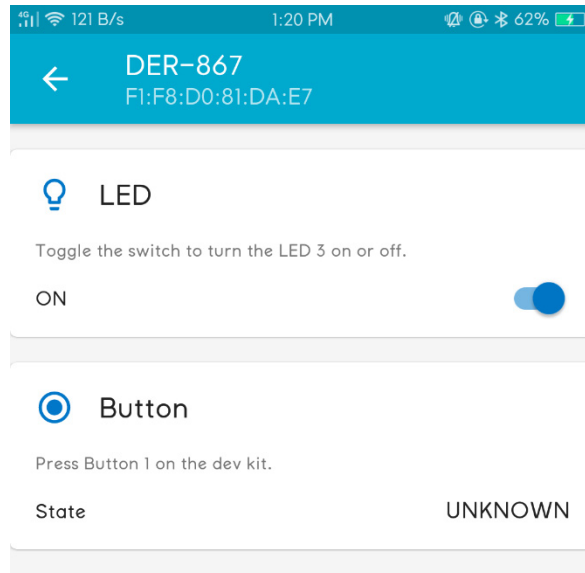 4G 121 B/s 1:20 PM 62%
DER-867
F1:F8:D0:81:DA:E7
LED
Toggle the switch to turn the LED 3 on or off.
ON
Button
Press Button 1 on the dev kit.
State UNKNOWN